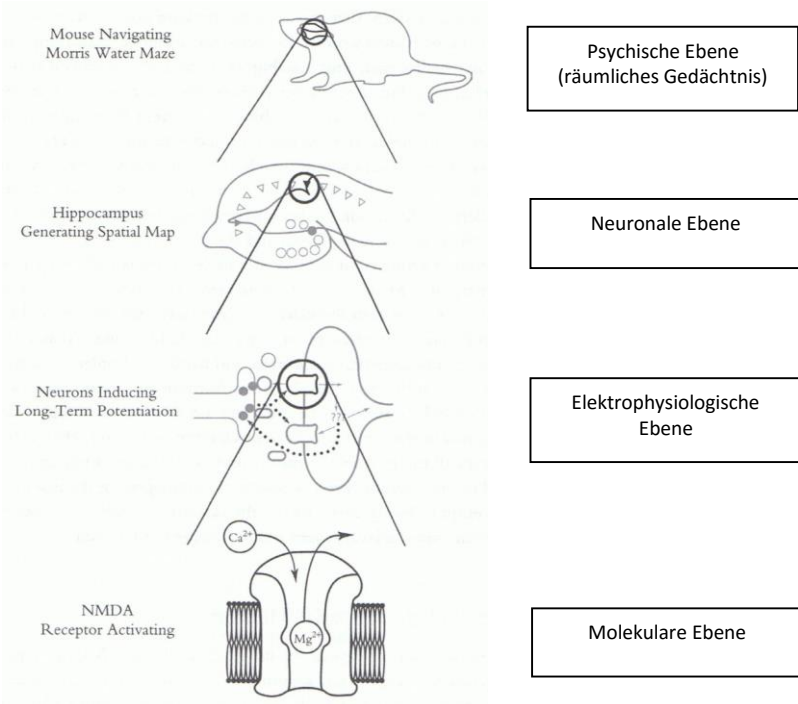 Mouse Navigating
Morris Water Maze
Psychische Ebene
(räumliches Gedächtnis)
Hippocampus
Generating Spatial Map
Neuronale Ebene
Neurons Inducing
Long-Term Potentiation
??
Elektrophysiologische
Ebene
Ca²⁺
NMDA
Receptor Activating
Mg²⁺
Molekulare Ebene